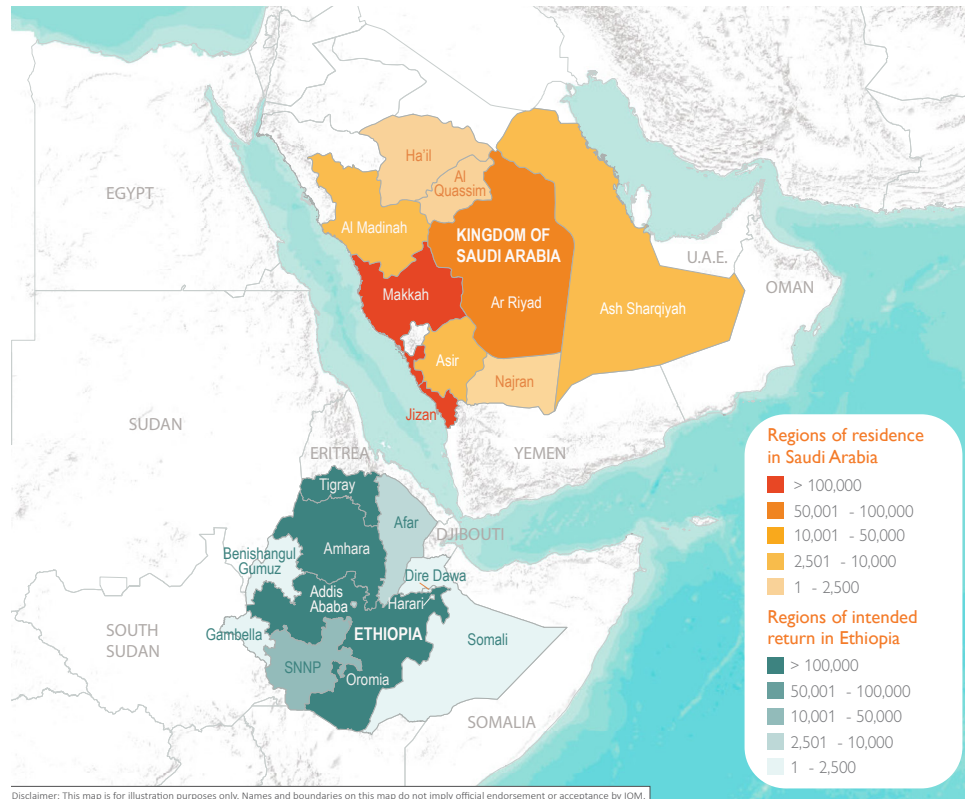 Ha'il
Al
Quassim
EGYPT
Al Madinah
KINGDOM OF
SAUDI ARABIA
U.A.E.
OMAN
Makkah
Ar Riyad
Ash Sharqiyah
Asir
Najran
Jizan
SUDAN
ERITREA
YEMEN
Tigray
Afar
DJIBOUTI
Amhara
Benishangul
Gumuz
Dire Dawa
Addis
Ababa
Harari
SOUTH
SUDAN
Gambella
ETHIOPIA
Somali
SNNP
Oromia
SOMALIA
Regions of residence
in Saudi Arabia
> 100,000
50,001 - 100,000
10,001 - 50,000
2,501 - 10,000
1 - 2,500
Regions of intended
return in Ethiopia
> 100,000
50,001 - 100,000
10,001 - 50,000
2,501 - 10,000
1 - 2,500
Disclaimer: This map is for illustration purposes only. Names and boundaries on this map do not imply official endorsement or acceptance by IOM.